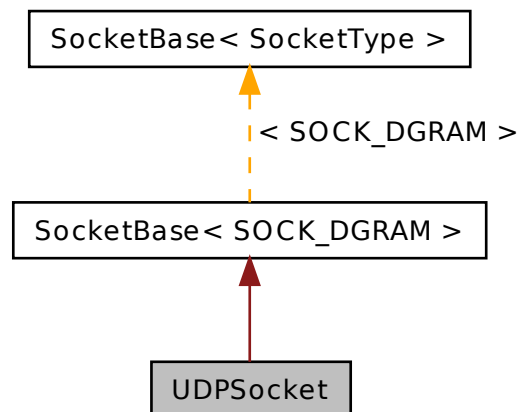 SocketBase< SocketType >
< SOCK_DGRAM >
SocketBase< SOCK_DGRAM >
UDPSocket